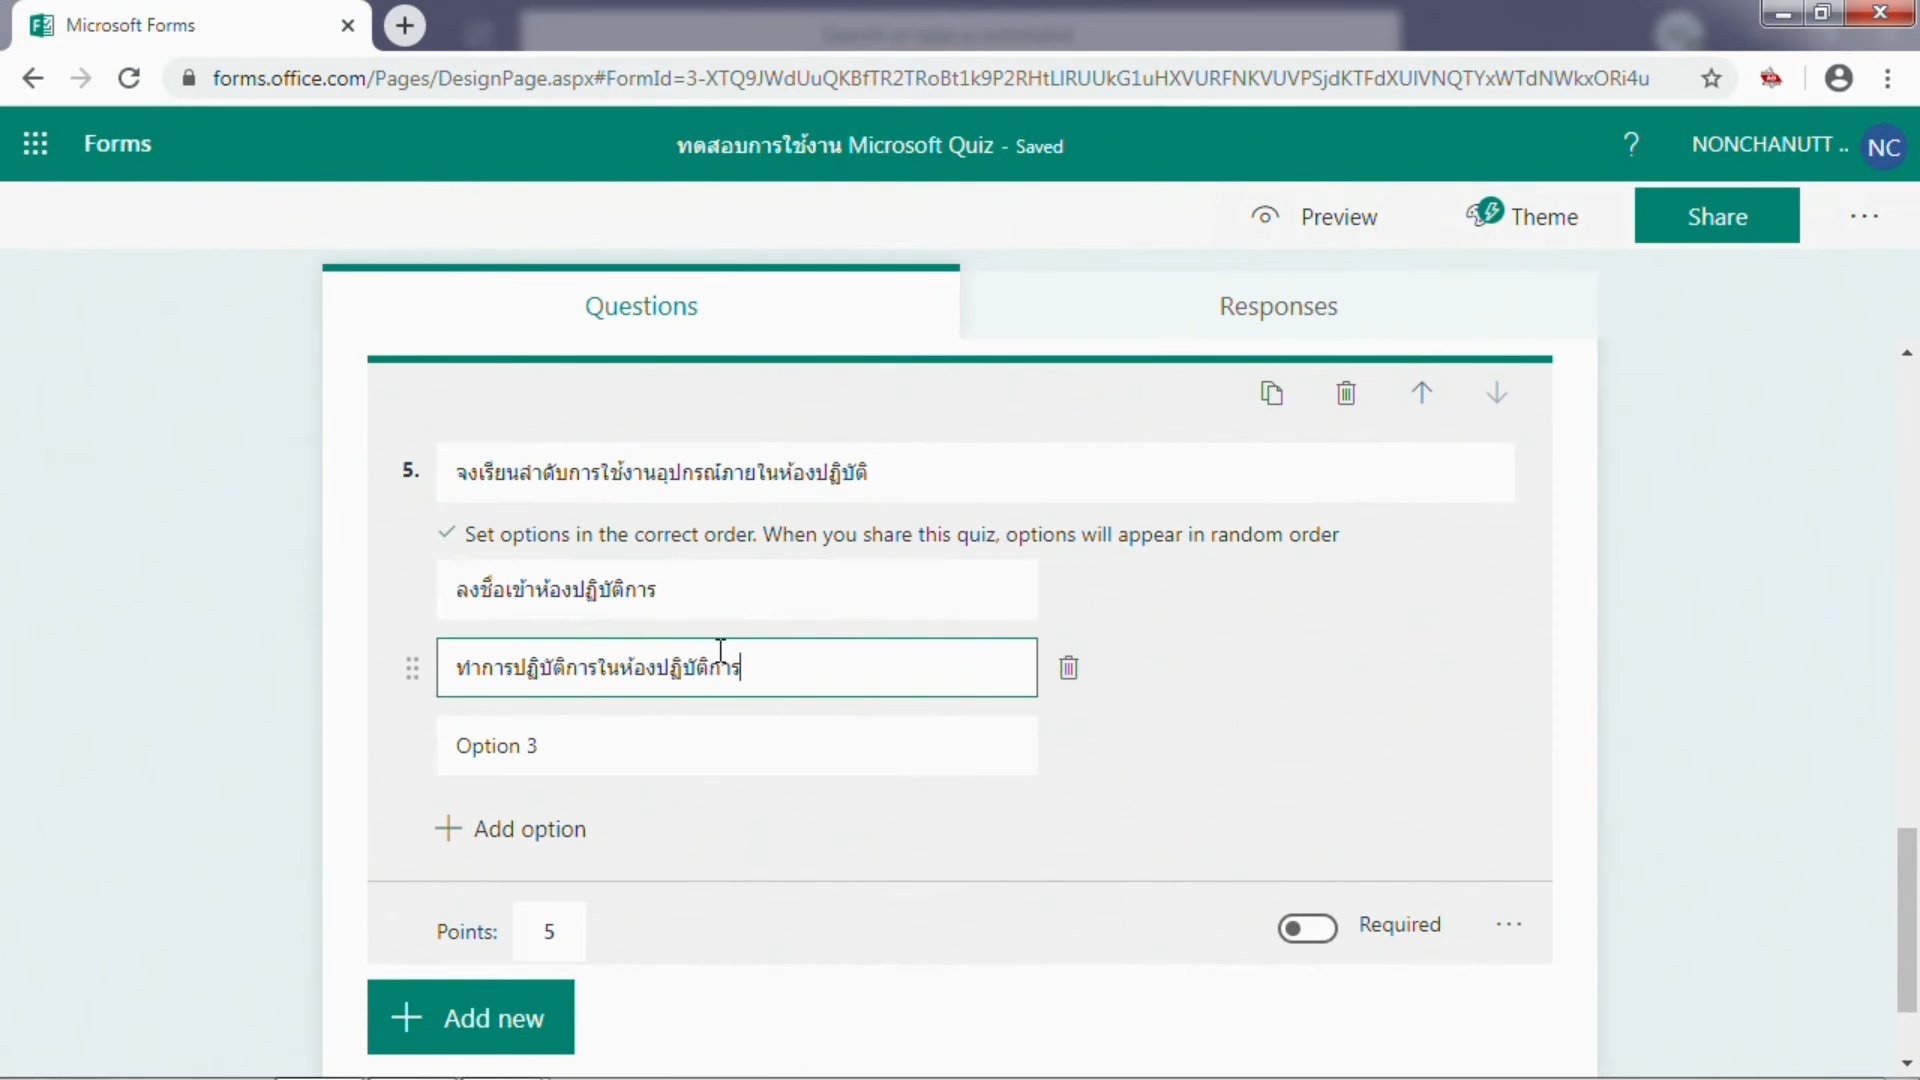 Microsoft Forms
forms.office.com/Pages/DesignPage.aspx#FormId=3-XTQ9JWdUuQKBfTR2TRoBt1k9P2RHtLlRUUkG1uHXVURFNKVUVPSjdKTFdXUlVNQTYxWTdNWkxORi4u
Forms
ทดสอบการใช้งาน Microsoft Quiz - Saved
?
NONCHANUTT ..
NC
Preview
Theme
Share
Questions
Responses
5. จงเรียนลำดับการใช้งานอุปกรณ์ภายในห้องปฏิบัติ
Set options in the correct order. When you share this quiz, options will appear in random order
ลงชื่อเข้าห้องปฏิบัติการ
ทำการปฏิบัติการในห้องปฏิบัติการ
Option 3
Add option
Points: 5
Required
Add new